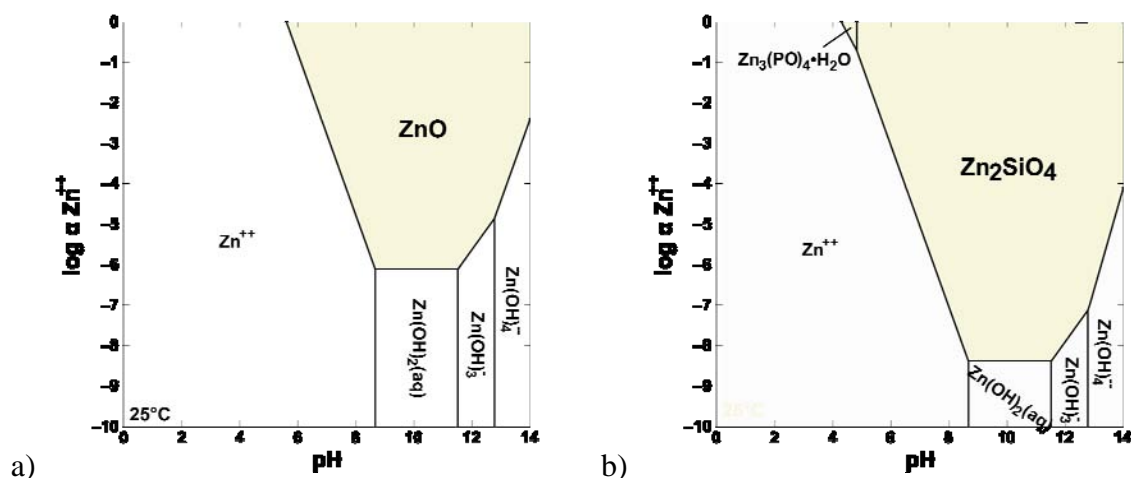 a)
log a Zn++
0
−1
−2
−3
−4
−5
−6
−7
−8
−9
−10
ZnO
Zn++
Zn(OH)2(aq)
Zn(OH)3-
Zn(OH)4--
25°C
0 2 4 6 8 10 12 14
pH
b)
log a Zn++
0
−1
−2
−3
−4
−5
−6
−7
−8
−9
−10
Zn3(PO)4•H2O
Zn2SiO4
Zn++
Zn(OH)2(aq)
Zn(OH)3-
Zn(OH)4--
25°C
0 2 4 6 8 10 12 14
pH